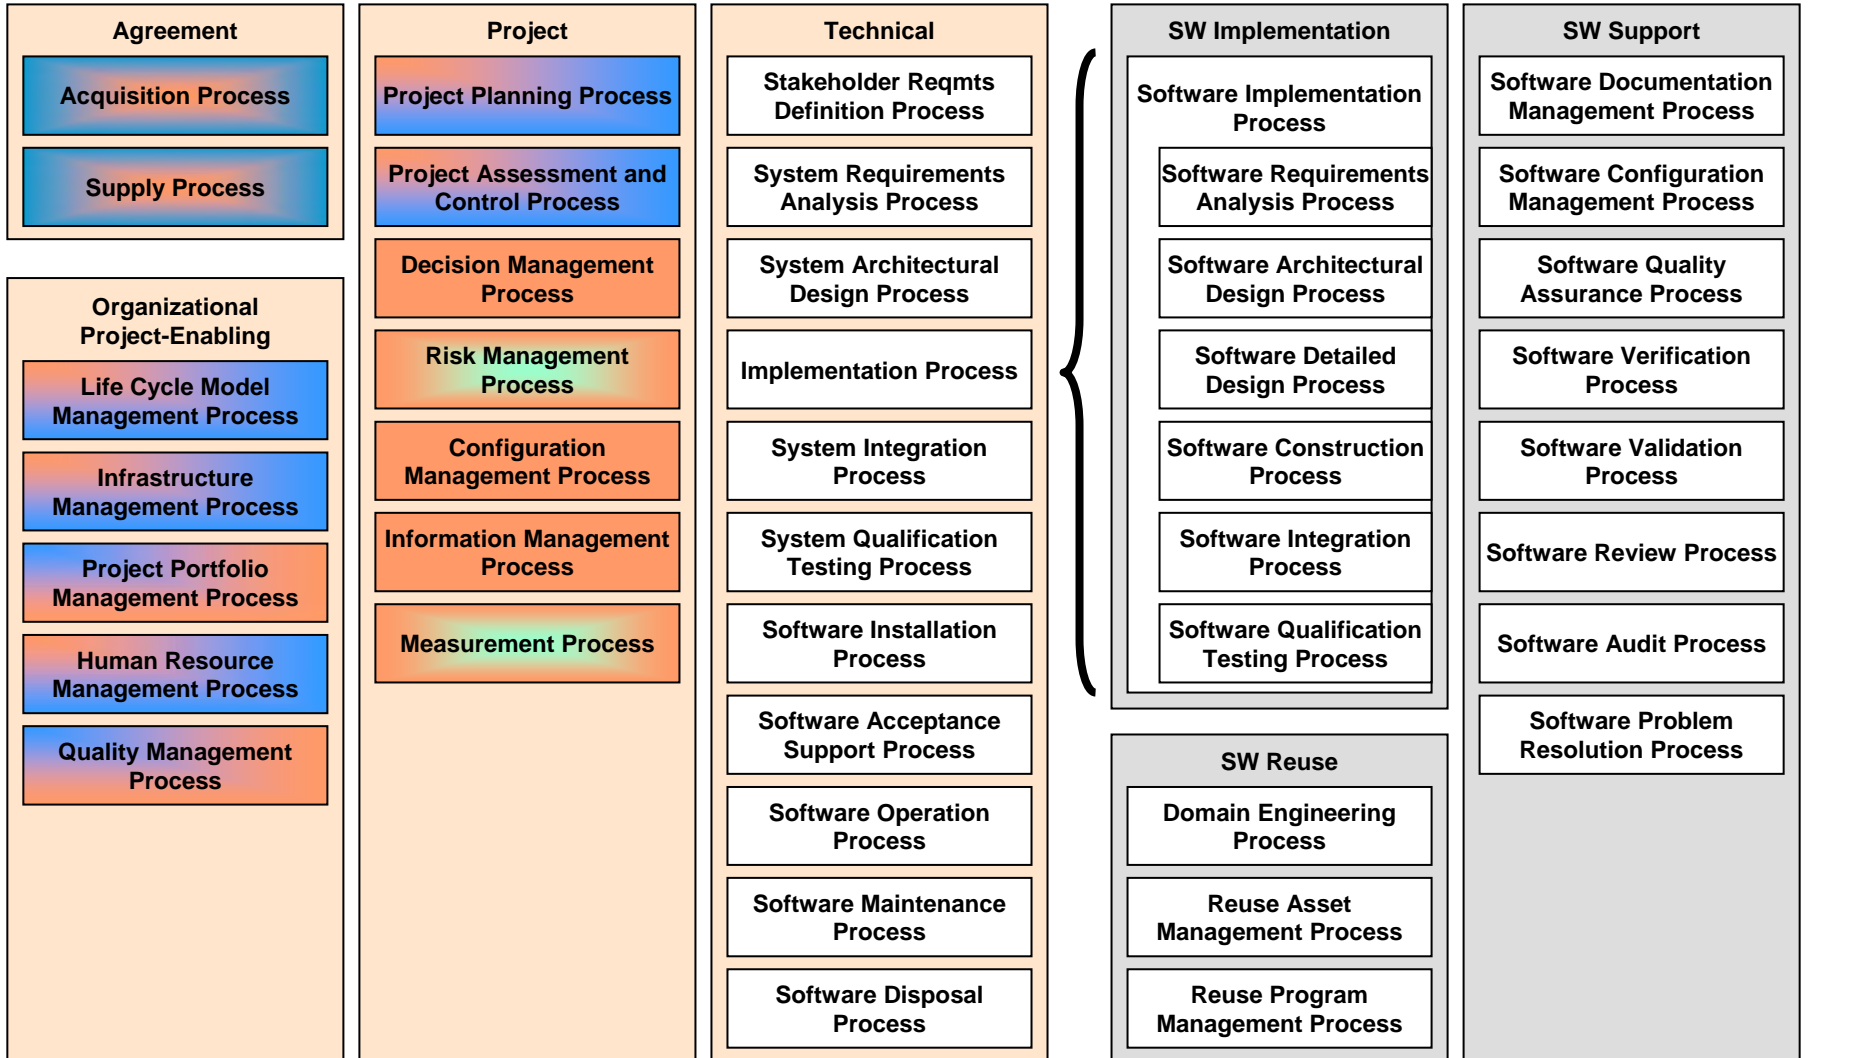 Agreement
Acquisition Process
Supply Process
Organizational
Project-Enabling
Life Cycle Model
Management Process
Infrastructure
Management Process
Project Portfolio
Management Process
Human Resource
Management Process
Quality Management
Process
Project
Project Planning Process
Project Assessment and
Control Process
Decision Management
Process
Risk Management
Process
Configuration
Management Process
Information Management
Process
Measurement Process
Technical
Stakeholder Reqmts
Definition Process
System Requirements
Analysis Process
System Architectural
Design Process
Implementation Process
System Integration
Process
System Qualification
Testing Process
Software Installation
Process
Software Acceptance
Support Process
Software Operation
Process
Software Maintenance
Process
Software Disposal
Process
SW Implementation
Software Implementation
Process
Software Requirements
Analysis Process
Software Architectural
Design Process
Software Detailed
Design Process
Software Construction
Process
Software Integration
Process
Software Qualification
Testing Process
SW Reuse
Domain Engineering
Process
Reuse Asset
Management Process
Reuse Program
Management Process
SW Support
Software Documentation
Management Process
Software Configuration
Management Process
Software Quality
Assurance Process
Software Verification
Process
Software Validation
Process
Software Review Process
Software Audit Process
Software Problem
Resolution Process